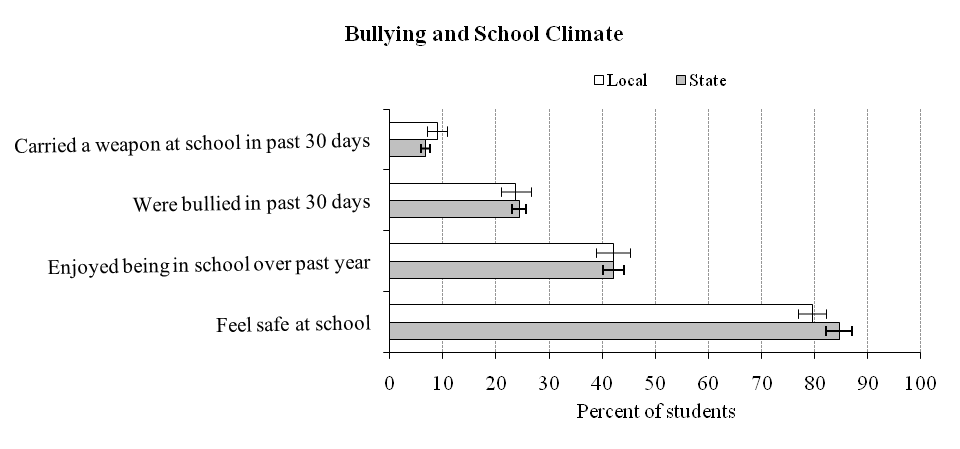 Bullying and School Climate
Local State
Carried a weapon at school in past 30 days
Were bullied in past 30 days
Enjoyed being in school over past year
Feel safe at school
0 10 20 30 40 50 60 70 80 90 100
Percent of students